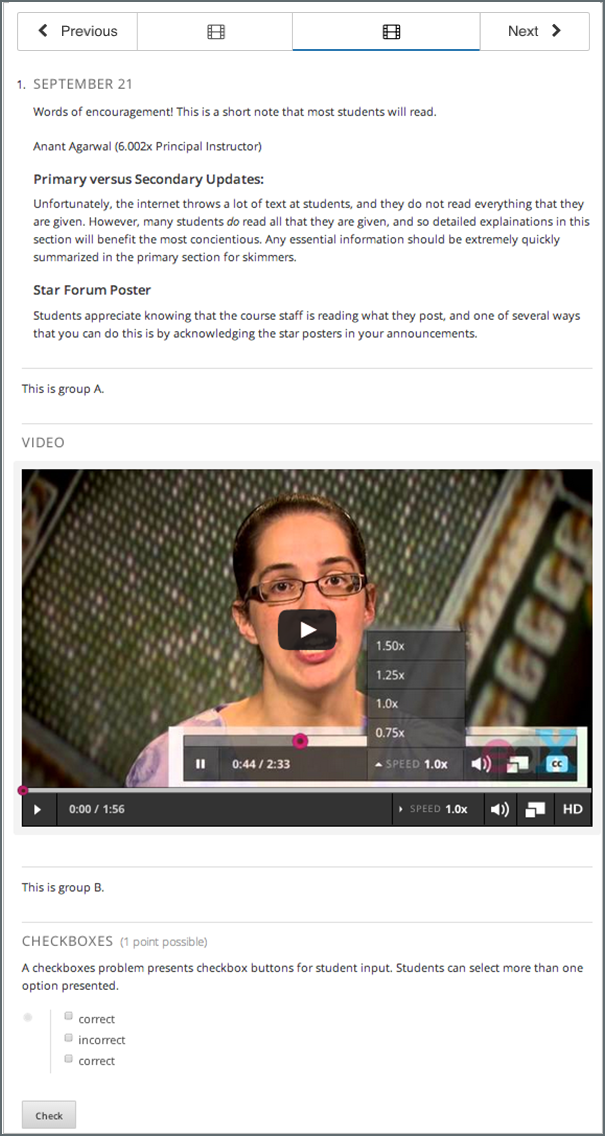 Previous
Next
1. SEPTEMBER 21
Words of encouragement! This is a short note that most students will read.
Anant Agarwal (6.002x Principal Instructor)
Primary versus Secondary Updates:
Unfortunately, the internet throws a lot of text at students, and they do not read everything that they
are given. However, many students do read all that they are given, and so detailed explainations in this
section will benefit the most concientious. Any essential information should be extremely quickly
summarized in the primary section for skimmers.
Star Forum Poster
Students appreciate knowing that the course staff is reading what they post, and one of several ways
that you can do this is by acknowledging the star posters in your announcements.
This is group A.
VIDEO
1.50x
1.25x
1.0x
0.75x
0:44 / 2:33
SPEED 1.0x
cc
0:00 / 1:56
SPEED 1.0x
HD
This is group B.
CHECKBOXES (1 point possible)
A checkboxes problem presents checkbox buttons for student input. Students can select more than one
option presented.
correct
incorrect
correct
Check